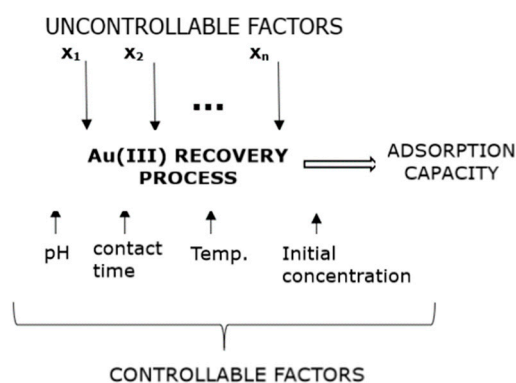 UNCONTROLLABLE FACTORS
x1 x2 xn
...
Au(III) RECOVERY
PROCESS
ADSORPTION
CAPACITY
pH
contact
time
Temp.
Initial
concentration
CONTROLLABLE FACTORS